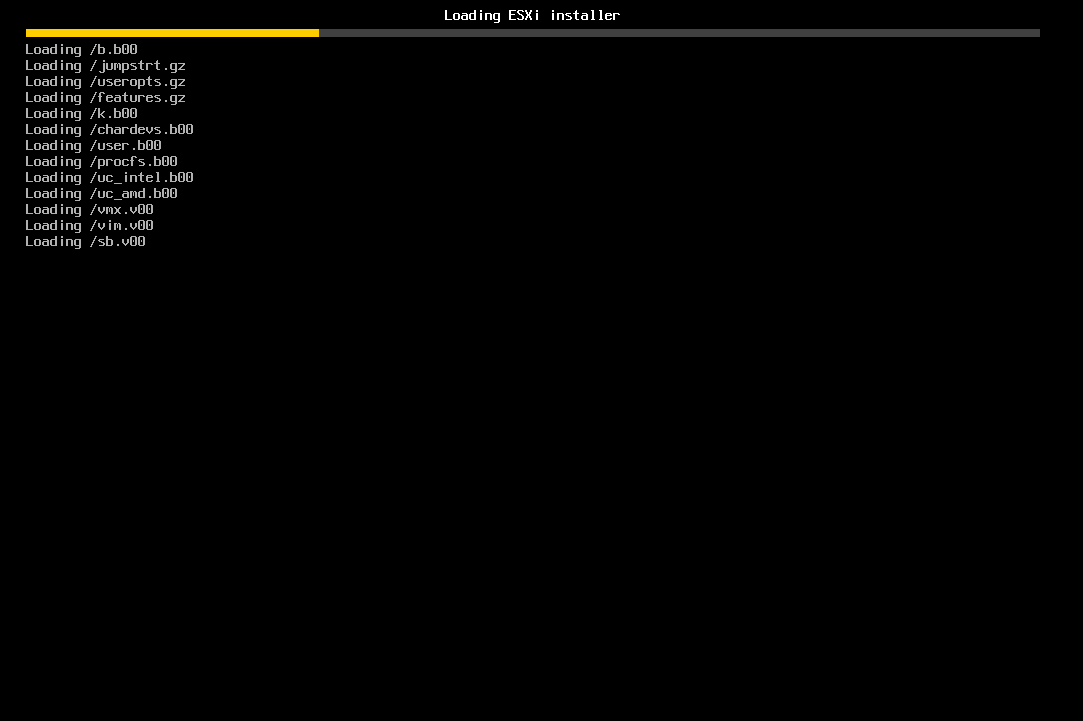 Loading ESXi installer
Loading /b.b00
Loading /jumpstrt.gz
Loading /useropts.gz
Loading /features.gz
Loading /k.b00
Loading /chardevs.b00
Loading /user.b00
Loading /procfs.b00
Loading /uc_intel.b00
Loading /uc_amd.b00
Loading /vmx.v00
Loading /vim.v00
Loading /sb.v00